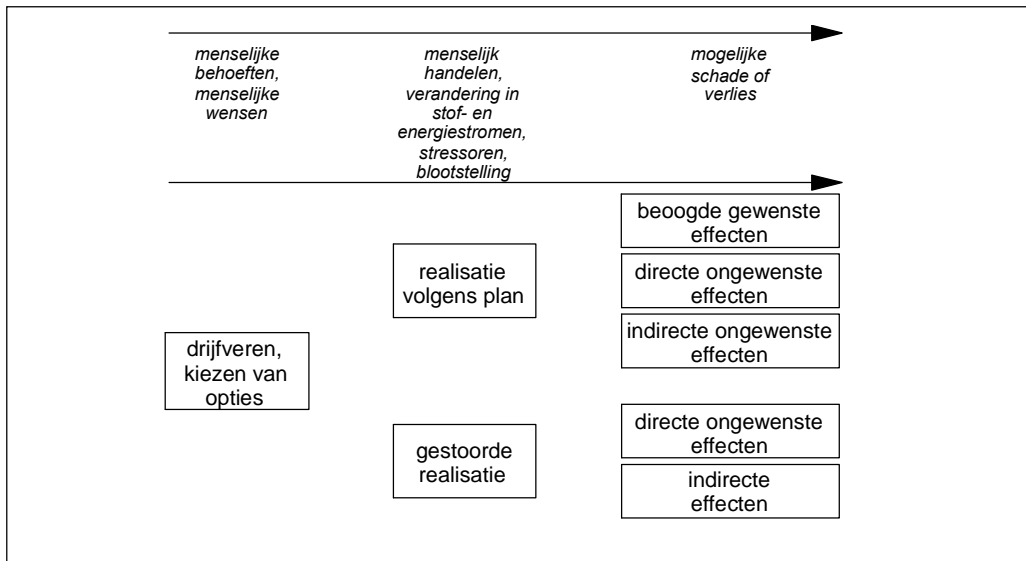 menselijke
behoeften,
menselijke
wensen
menselijk
handelen,
verandering in
stof- en
energiestromen,
stressoren,
blootstelling
mogelijke
schade of
verlies
drijfveren,
kiezen van
opties
realisatie
volgens plan
gestoorde
realisatie
beoogde gewenste
effecten
directe ongewenste
effecten
indirecte ongewenste
effecten
directe ongewenste
effecten
indirecte
effecten